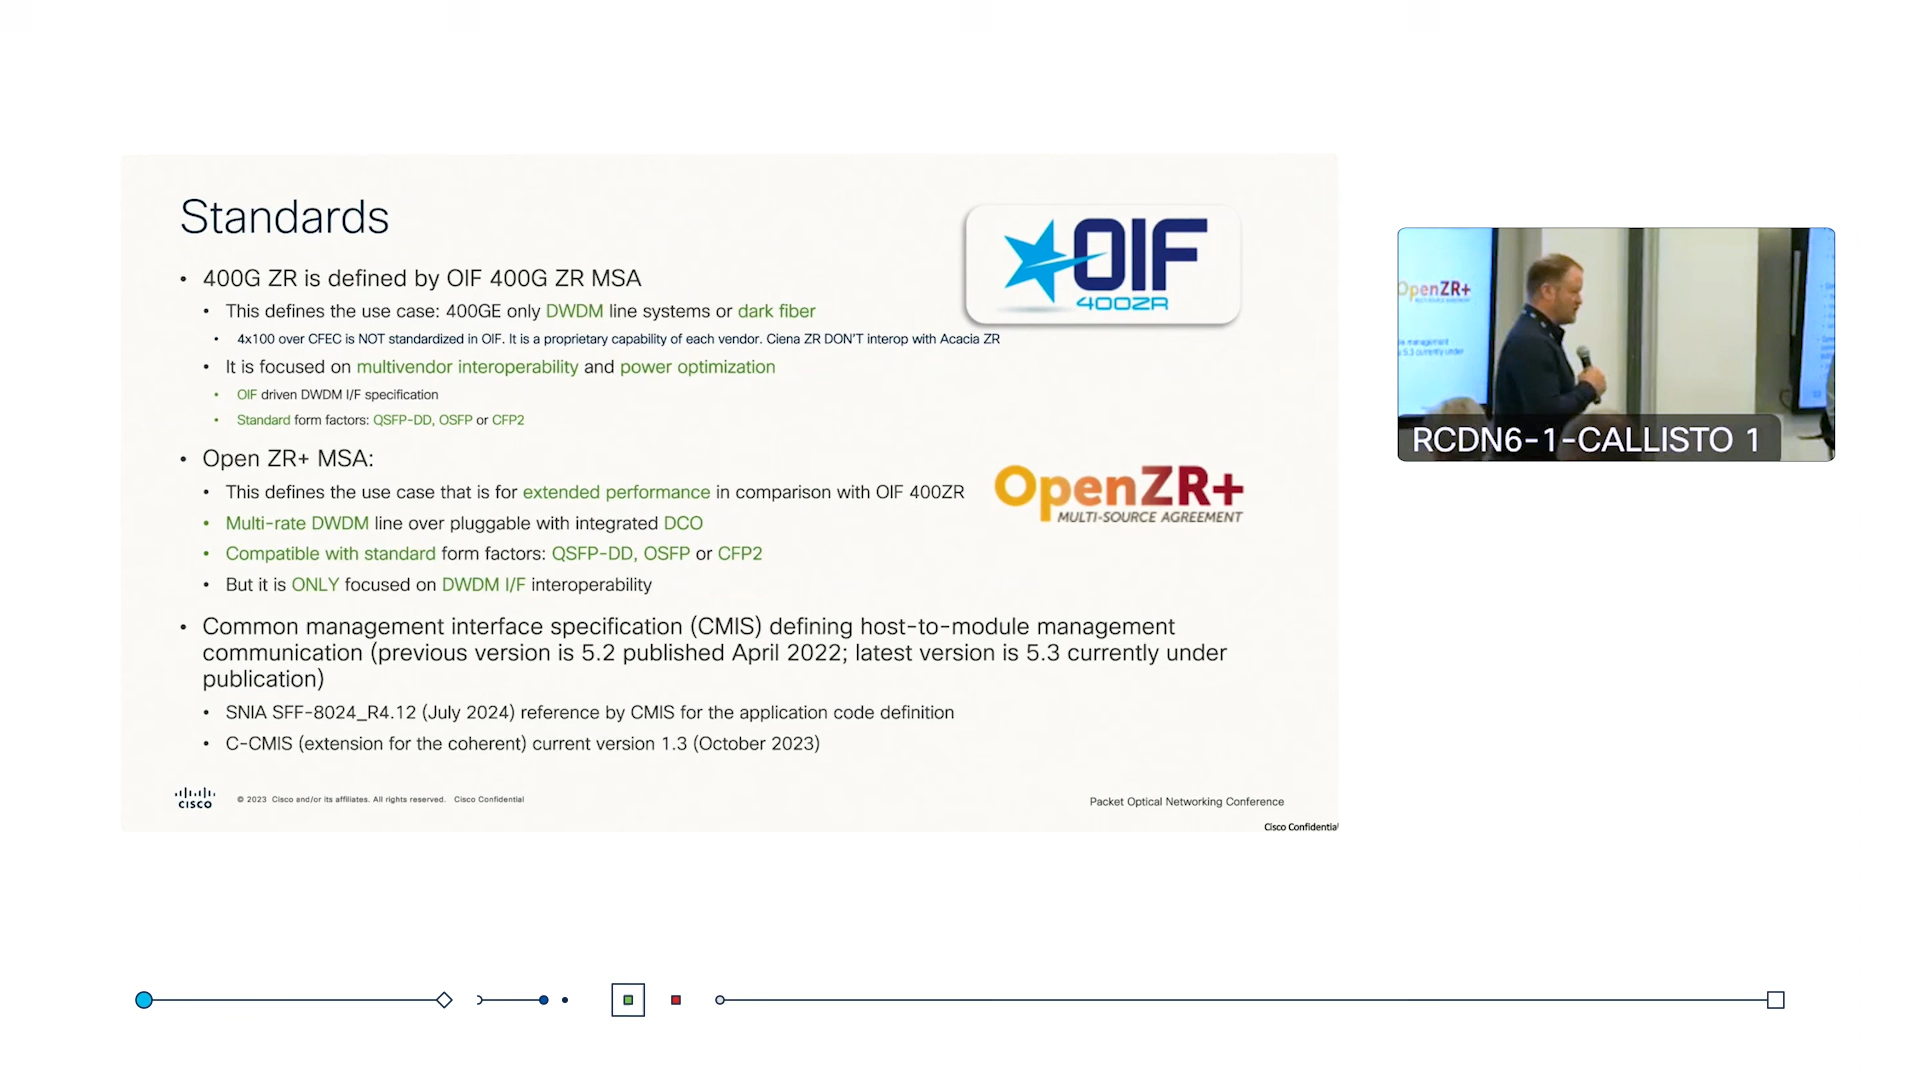 Standards
OIF
400ZR
• 400G ZR is defined by OIF 400G ZR MSA
• This defines the use case: 400GE only DWDM line systems or dark fiber
• 4x100 over CFEC is NOT standardized in OIF. It is a proprietary capability of each vendor. Ciena ZR DON'T interop with Acacia ZR
• It is focused on multivendor interoperability and power optimization
• OIF driven DWDM I/F specification
• Standard form factors: QSFP-DD, OSFP or CFP2
• Open ZR+ MSA:
• This defines the use case that is for extended performance in comparison with OIF 400ZR
• Multi-rate DWDM line over pluggable with integrated DCO
• Compatible with standard form factors: QSFP-DD, OSFP or CFP2
• But it is ONLY focused on DWDM I/F interoperability
OpenZR+
MULTI-SOURCE AGREEMENT
• Common management interface specification (CMIS) defining host-to-module management
communication (previous version is 5.2 published April 2022; latest version is 5.3 currently under
publication)
• SNIA SFF-8024_R4.12 (July 2024) reference by CMIS for the application code definition
• C-CMIS (extension for the coherent) current version 1.3 (October 2023)
CISCO
© 2023 Cisco and/or its affiliates. All rights reserved. Cisco Confidential
Packet Optical Networking Conference
Cisco Confidential
OpenZR+
management
5.3 currently under
RCDN6-1-CALLISTO 1